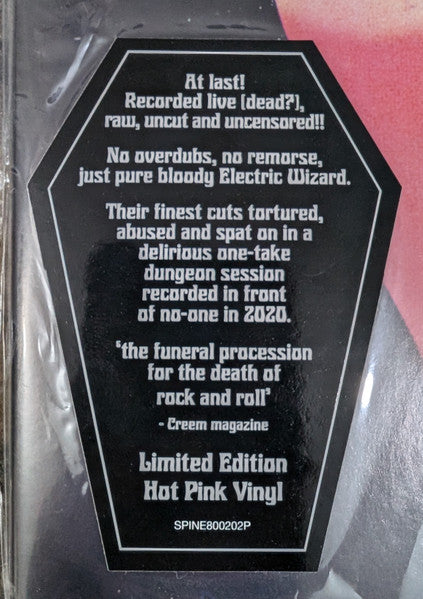 At last!
Recorded live (dead?),
raw, uncut and uncensored!!
No overdubs, no remorse,
just pure bloody Electric Wizard.
Their finest cuts tortured,
abused and spat on in a
delirious one-take
dungeon session
recorded in front
of no-one in 2020.
‘the funeral procession
for the death of
rock and roll’
- Creem magazine
Limited Edition
Hot Pink Vinyl
SPINE800202P